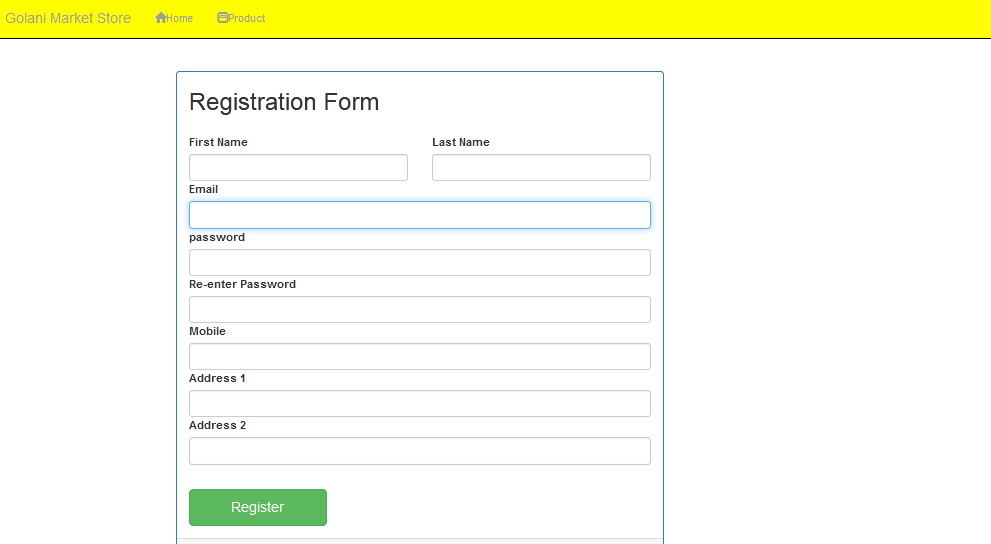 Golani Market Store Home Product
Registration Form
First Name Last Name
Email
password
Re-enter Password
Mobile
Address 1
Address 2
Register